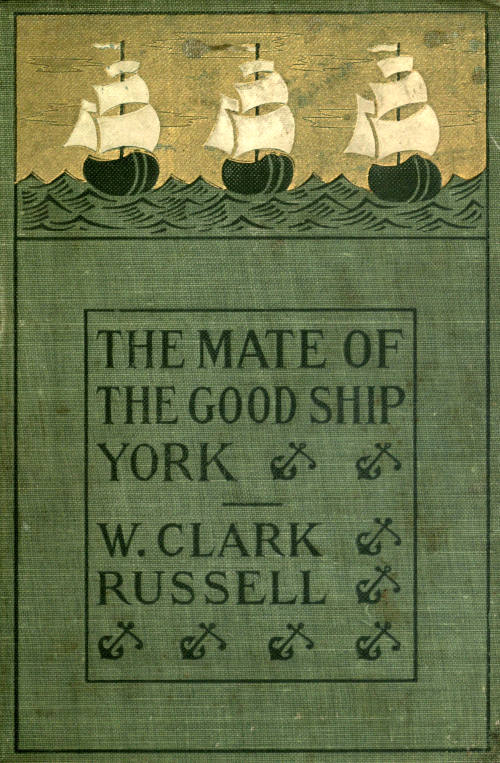 THE MATE OF
THE GOOD SHIP
YORK
W. CLARK
RUSSELL